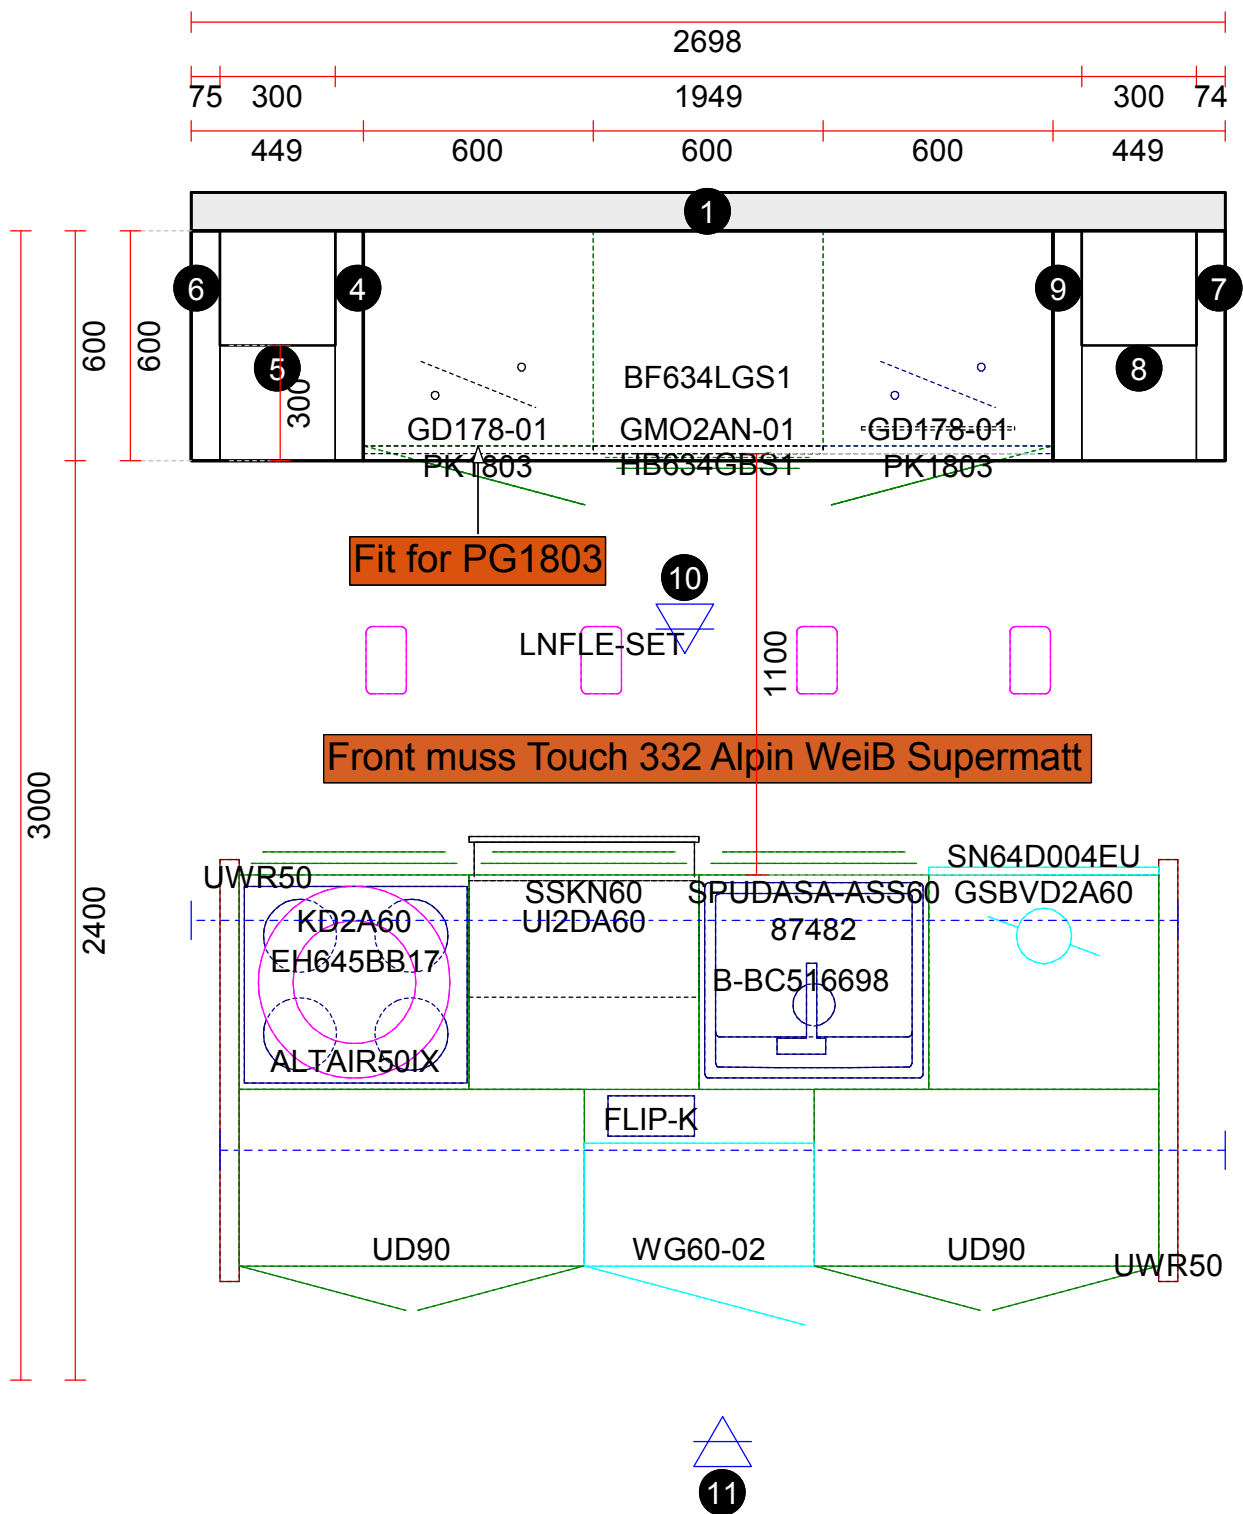 2698
75 300 1949 300 74
449 600 600 600 449
1
6 4 9 7
5 8
600 600 300
BF634LGS1
GD178-01 GMO2AN-01 GD178-01
PK1803 HB634GBS1 PK1803
Fit for PG1803
10
LNFLE-SET
1100
Front muss Touch 332 Alpin WeiB Supermatt
3000
2400
SN64D004EU
UWR50 SSKN60 SPUDASA-ASS60 GSBVD2A60
KD2A60 UI2DA60 87482
EH645BB17 B-BC516698
ALTAIR50IX
FLIP-K
UD90 WG60-02 UD90
UWR50
11